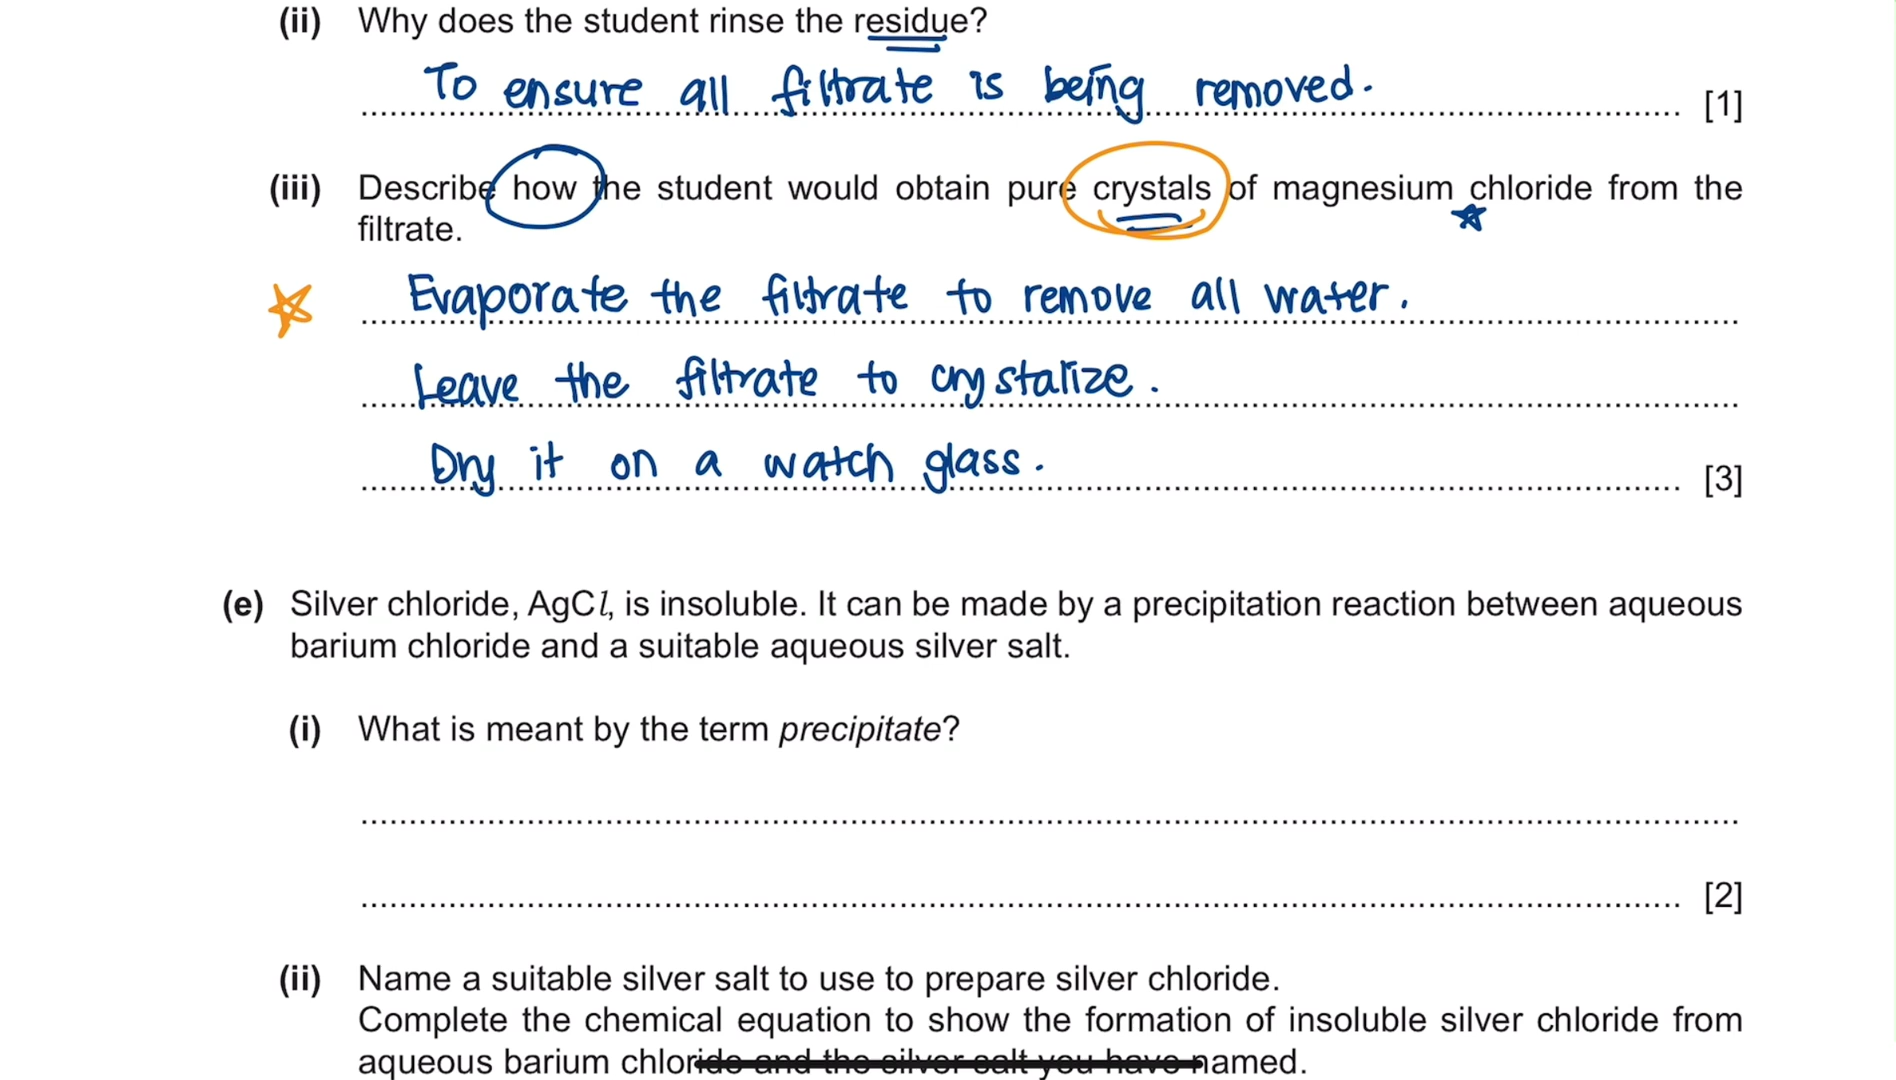 (ii) Why does the student rinse the residue?
To ensure all filtrate is being removed.
[1]
(iii) Describe how the student would obtain pure crystals of magnesium chloride from the
filtrate.
Evaporate the filtrate to remove all water.
Leave the filtrate to crystalize.
Dry it on a watch glass.
[3]
(e) Silver chloride, AgCl, is insoluble. It can be made by a precipitation reaction between aqueous
barium chloride and a suitable aqueous silver salt.
(i) What is meant by the term precipitate?
[2]
(ii) Name a suitable silver salt to use to prepare silver chloride.
Complete the chemical equation to show the formation of insoluble silver chloride from
aqueous barium chloride and the silver salt you have named.